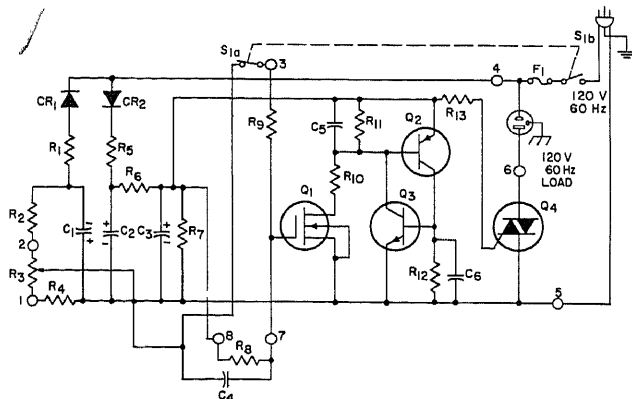 S1a
S1b
3
4
F1
120 V
60 Hz
CR1
CR2
R1
R5
R9
C5
R11
Q2
R13
R6
R10
Q1
Q3
6
120 V
60Hz
LOAD
Q4
R2
2
R3
1
R4
C1
- -
+
C2
+
-
C3
+
-
R7
R12
C6
5
8
R8
7
C4